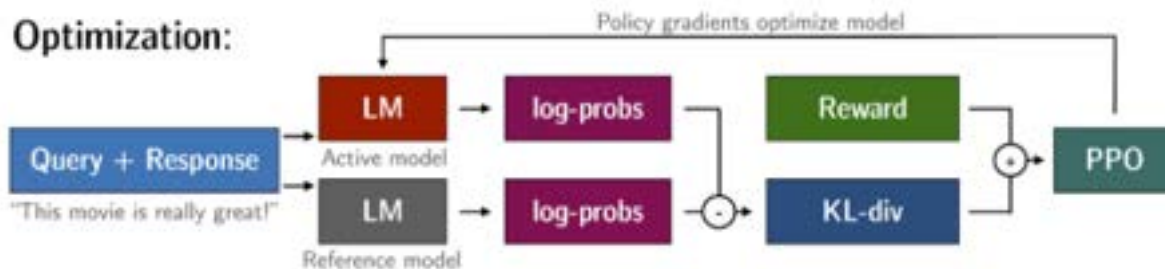 Policy gradients optimize model
Optimization:
LM
log-probs
Reward
Query + Response
Active model
+
PPO
"This movie is really great!"
LM
log-probs
-
KL-div
Reference model